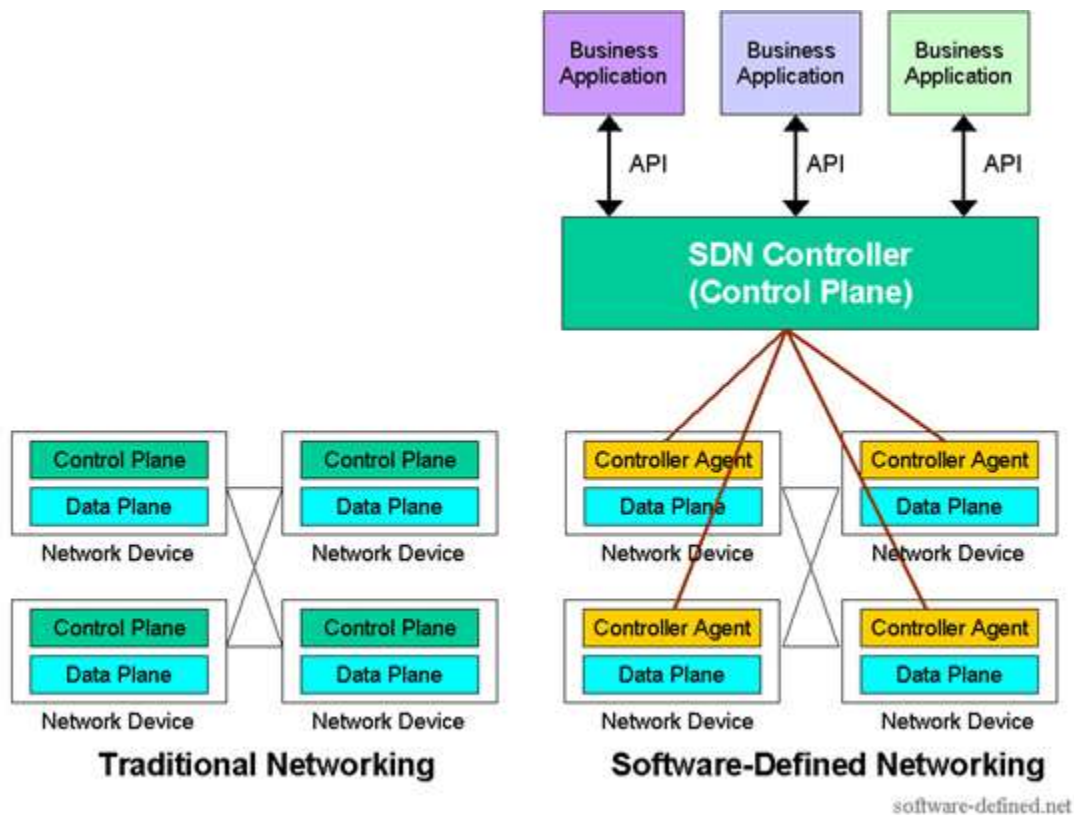 Business
Application
Business
Application
Business
Application
API
API
API
SDN Controller
(Control Plane)
Control Plane
Data Plane
Network Device
Control Plane
Data Plane
Network Device
Control Plane
Data Plane
Network Device
Control Plane
Data Plane
Network Device
Traditional Networking
Controller Agent
Data Plane
Network Device
Controller Agent
Data Plane
Network Device
Controller Agent
Data Plane
Network Device
Controller Agent
Data Plane
Network Device
Software-Defined Networking
software-defined.net